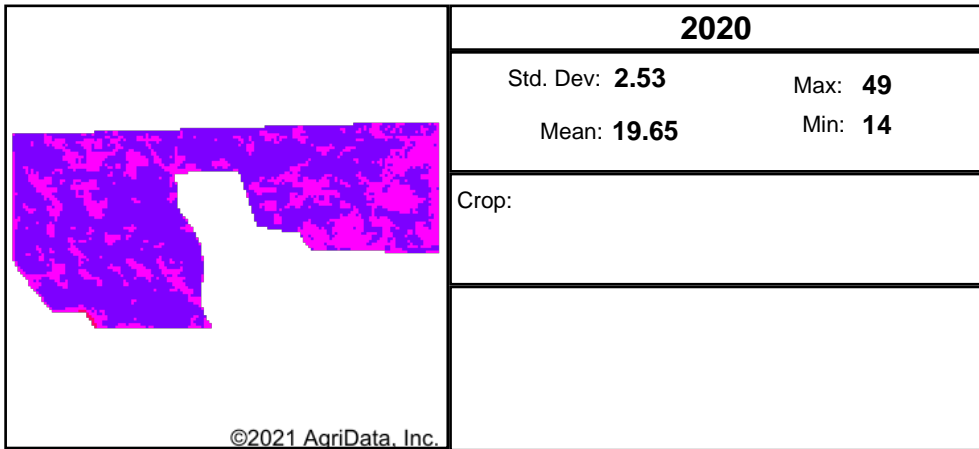 2020
Std. Dev: 2.53
Max: 49
Mean: 19.65
Min: 14
Crop:
©2021 AgriData, Inc.